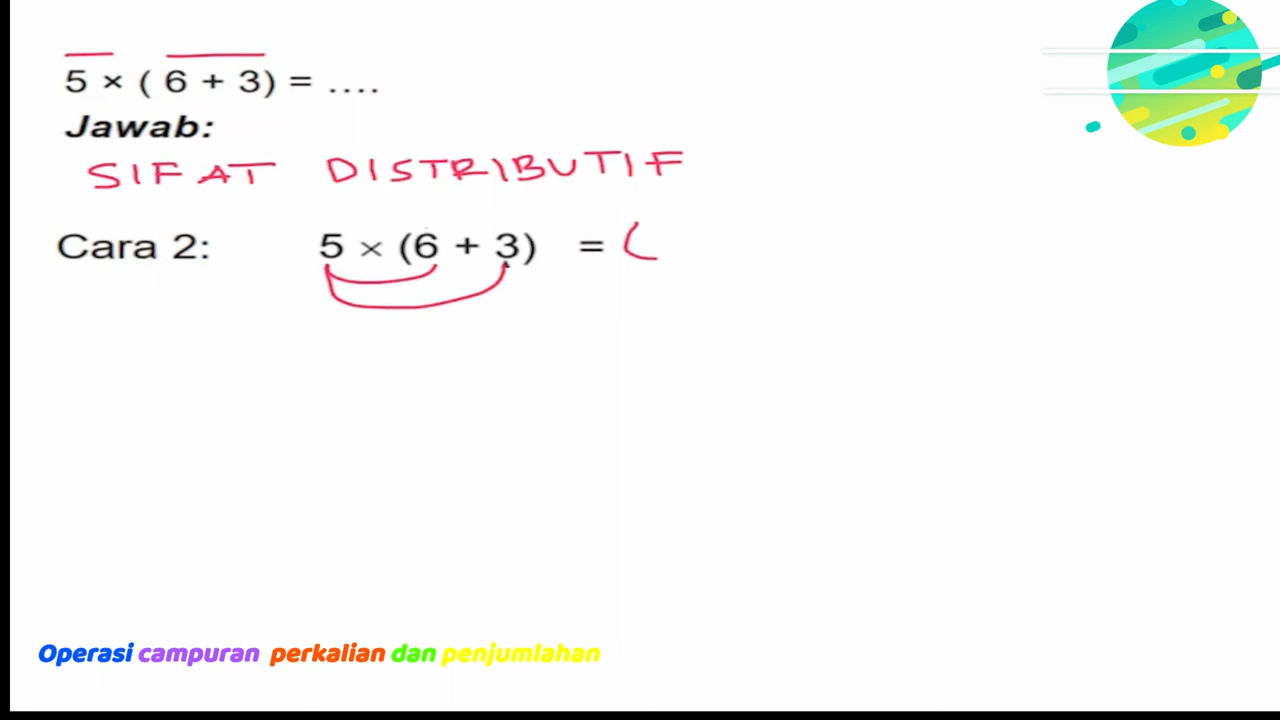 5 × ( 6 + 3) = ....
Jawab:
SIFAT DISTRIBUTIF
Cara 2: 5 × (6 + 3) = (
Operasi campuran perkalian dan penjumlahan